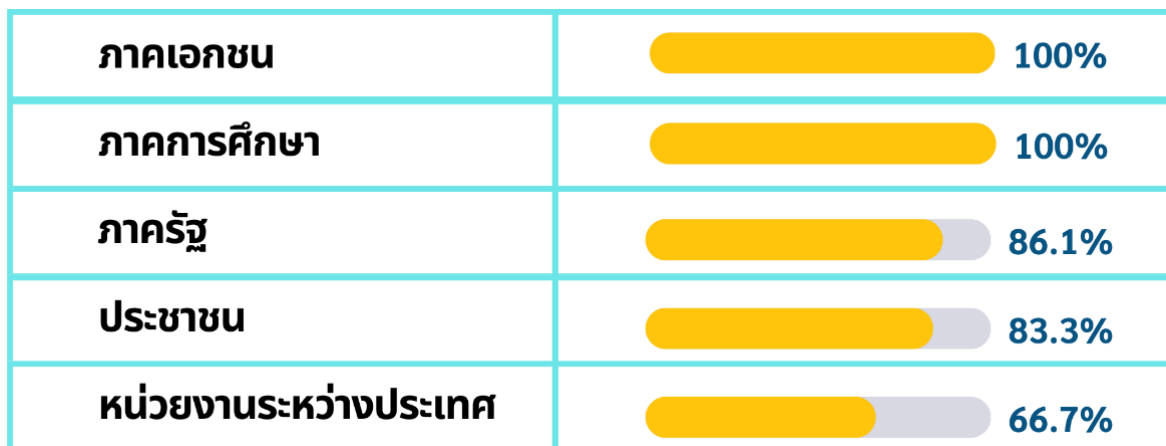 ภาคเอกชน 100%
ภาคการศึกษา 100%
ภาครัฐ 86.1%
ประชาชน 83.3%
หน่วยงานระหว่างประเทศ 66.7%